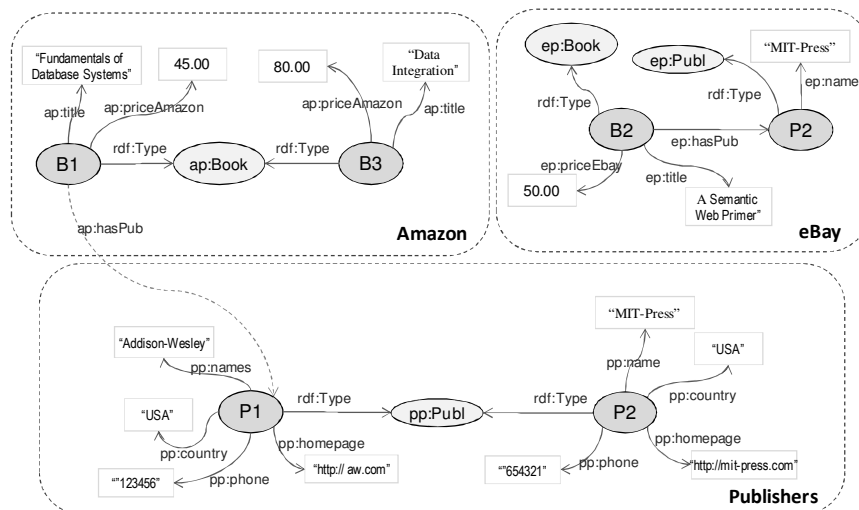 “Fundamentals of
Database Systems”
45.00
80.00
“Data
Integration”
ap:title
ap:priceAmazon
ap:priceAmazon
ap:title
B1
rdf:Type
ap:Book
rdf:Type
B3
ap:hasPub
Amazon
ep:Book
ep:Publ
“MIT-Press”
rdf:Type
rdf:Type
ep:name
B2
ep:hasPub
P2
ep:priceEbay
ep:title
50.00
A Semantic
Web Primer”
eBay
“Addison-Wesley”
pp:names
“MIT-Press”
pp:name
“USA”
pp:country
“USA”
P1
rdf:Type
pp:Publ
rdf:Type
P2
pp:country
pp:homepage
pp:homepage
“"123456”
pp:phone
“http:// aw.com”
“"654321”
pp:phone
“http://mit-press.com”
Publishers